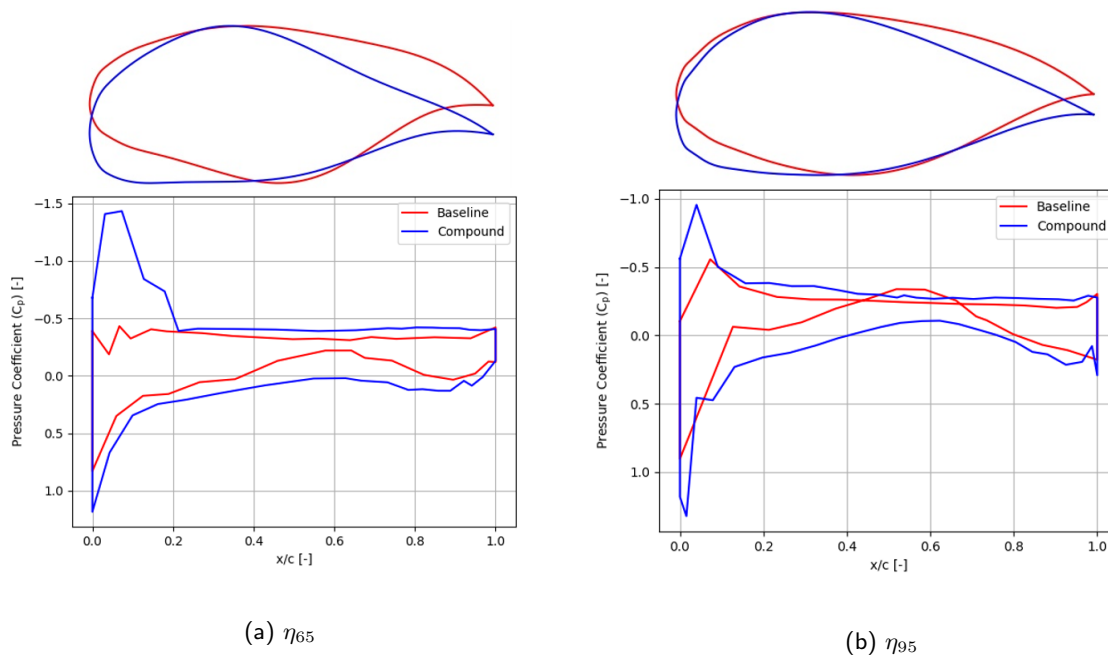 −1.5
−1.0
−0.5
0.0
0.5
1.0
Pressure Coefficient (Cp) [-]
Baseline
Compound
0.0 0.2 0.4 0.6 0.8 1.0
x/c [-]
(a) η65
−1.0
−0.5
0.0
0.5
1.0
Pressure Coefficient (Cp) [-]
Baseline
Compound
0.0 0.2 0.4 0.6 0.8 1.0
x/c [-]
(b) η95